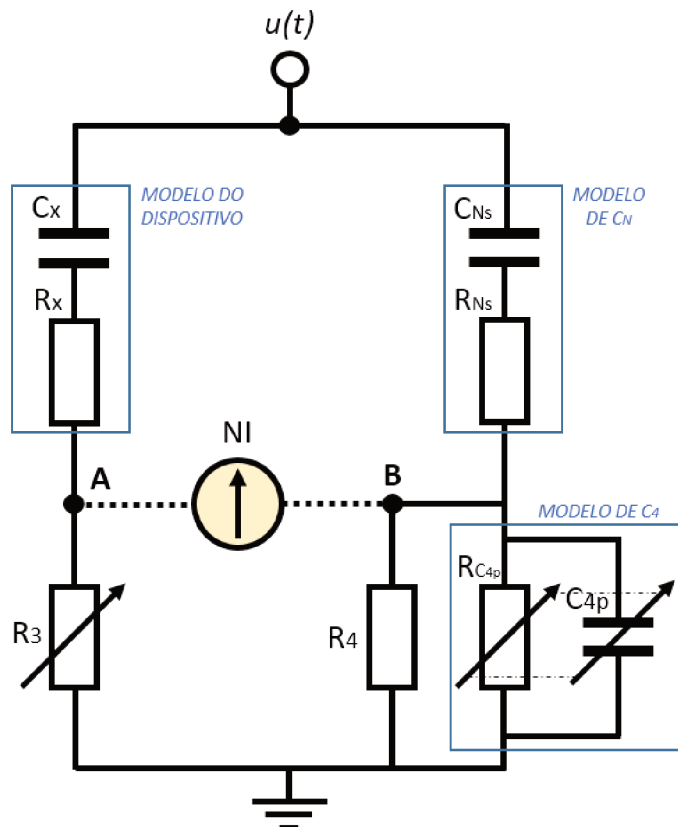 u(t)
MODELO DO
DISPOSITIVO
Cx
Rx
MODELO
DE CN
CNs
RNs
NI
A
B
MODELO DE C4
R3
R4
RC4p
C4p